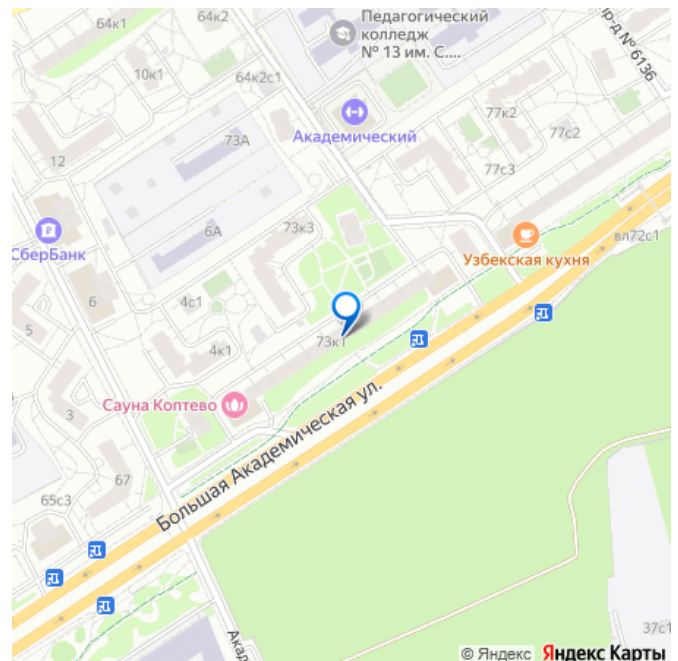 64к1
Педагогический
колледж
№ 13 им. С....
пр-д № 6136
10к1
64к2с1
77к2
73А
Академический
77с2
12
77с3
6А
73к3
вл72с1
СберБанк
Узбекская кухня
4с1
6
5
73к1
4к1
Сауна Коптево
3
Большая Академическая ул.
67
65с3
37с1
Ака
© Яндекс Яндекс Карты